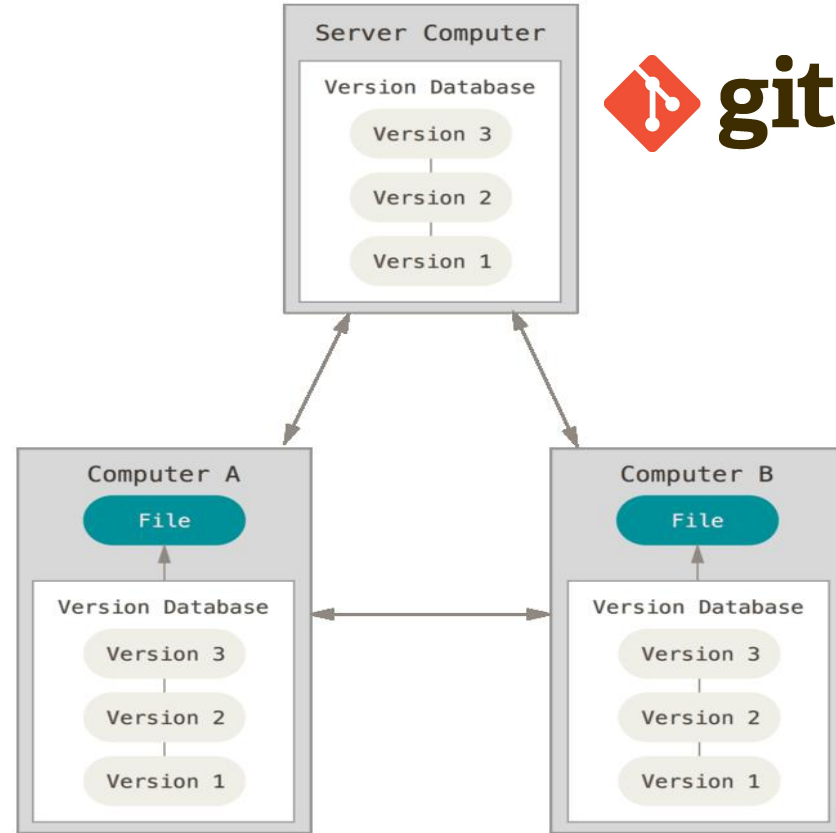 Server Computer
git
Version Database
Version 3
Version 2
Version 1
Computer A
File
Version Database
Version 3
Version 2
Version 1
Computer B
File
Version Database
Version 3
Version 2
Version 1